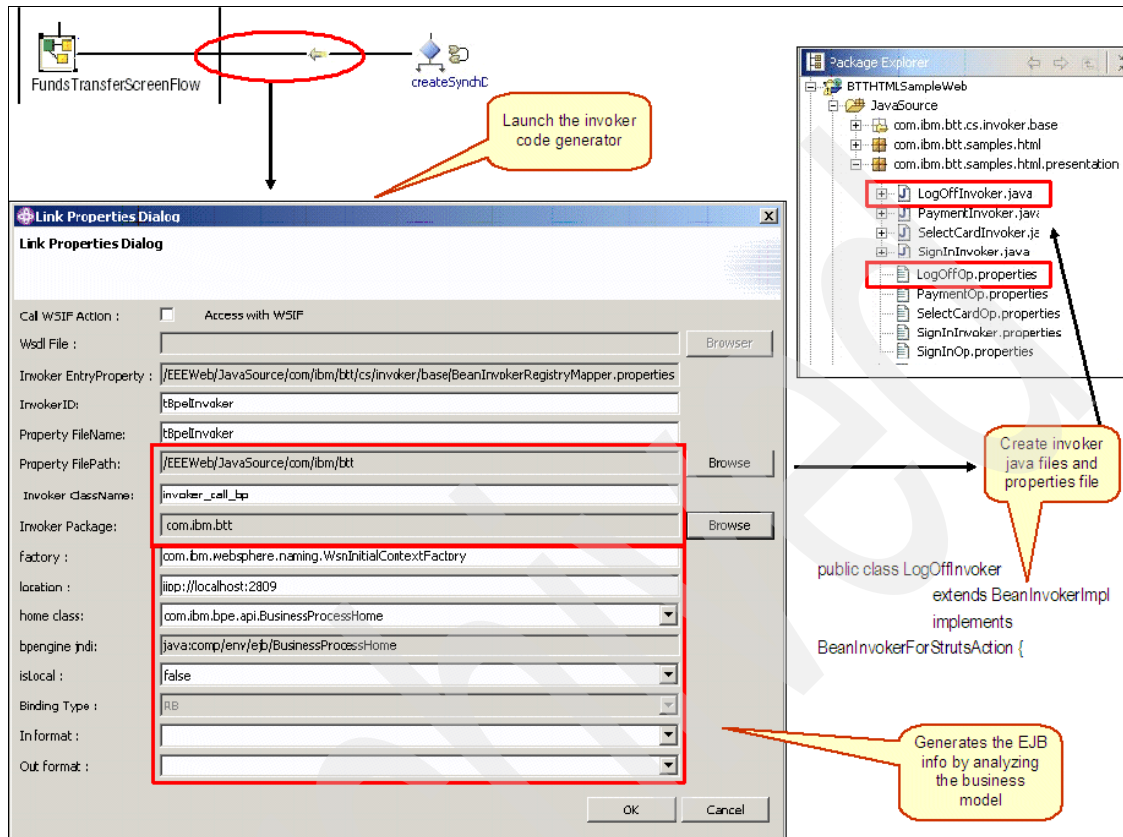 FundsTransferScreenFlow
createSynchD
Launch the invoker
code generator
Link Properties Dialog
Link Properties Dialog
Call WSIF Action :
Access with WSIF
Wsdl File :
Browser
Invoker EntryProperty :
/EEEWeb/JavaSource/com/ibm/btt/cs/invoker/base/BeanInvokerRegistryMapper.properties
InvokerID:
tBpelInvoker
Property FileName:
tBpelInvoker
Property FilePath:
/EEEWeb/JavaSource/com/ibm/btt
Browse
Invoker ClassName:
invoker_call_bp
Invoker Package:
com.ibm.btt
Browse
factory :
com.ibm.websphere.naming.WsnInitialContextFactory
location :
iiop://localhost:2809
home class:
com.ibm.bpe.api.BusinessProcessHome
bpengine jndi:
java:comp/env/ejb/BusinessProcessHome
isLocal :
false
Binding Type :
RB
In format :
Out format :
OK
Cancel
Package Explorer
BTTHTMLSampleWeb
JavaSource
com.ibm.btt.cs.invoker.base
com.ibm.btt.samples.html
com.ibm.btt.samples.html.presentation
LogOffInvoker.java
PaymentInvoker.java
SelectCardInvoker.ja
SignInInvoker.java
LogOffOp.properties
PaymentOp.properties
SelectCardOp.properties
SignInInvoker.properties
SignInOp.properties
Create invoker
java files and
properties file
public class LogOffInvoker
extends BeanInvokerImpl
implements
BeanInvokerForStrutsAction {
Generates the EJB
info by analyzing
the business
model